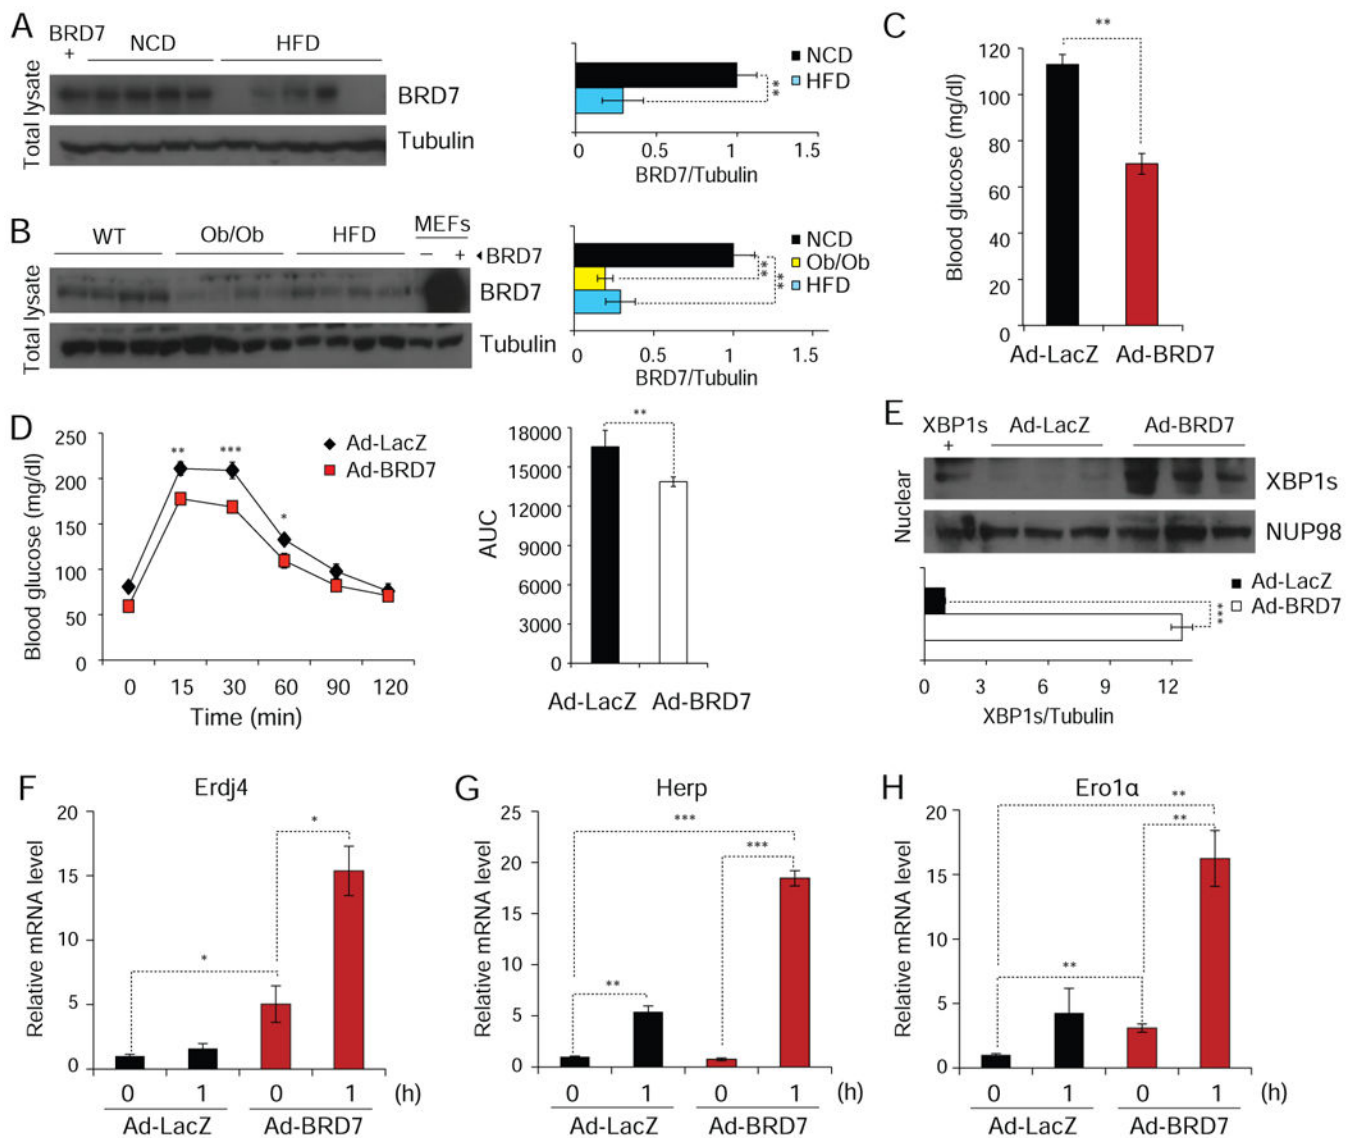 A
BRD7
+
NCD
HFD
Total lysate
BRD7
Tubulin
NCD
HFD
**
0 0.5 1 1.5
BRD7/Tubulin
B
WT
Ob/Ob
HFD
MEFs
− + ◂BRD7
Total lysate
BRD7
Tubulin
NCD
Ob/Ob
HFD
**
**
0 0.5 1 1.5
BRD7/Tubulin
C
**
Blood glucose (mg/dl)
120
100
80
60
40
20
0
Ad-LacZ Ad-BRD7
D
Blood glucose (mg/dl)
250
200
150
100
50
0
** *** *
Ad-LacZ
Ad-BRD7
0 15 30 60 90 120
Time (min)
**
AUC
18000
15000
12000
9000
6000
3000
0
Ad-LacZ Ad-BRD7
E
XBP1s
+
Ad-LacZ
Ad-BRD7
Nuclear
XBP1s
NUP98
Ad-LacZ
Ad-BRD7
***
0 3 6 9 12
XBP1s/Tubulin
F
Erdj4
Relative mRNA level
20
15
10
5
0
*
*
0 1 0 1 (h)
Ad-LacZ Ad-BRD7
G
Herp
Relative mRNA level
25
20
15
10
5
0
***
***
**
0 1 0 1 (h)
Ad-LacZ Ad-BRD7
H
Ero1α
Relative mRNA level
20
15
10
5
0
**
**
**
0 1 0 1 (h)
Ad-LacZ Ad-BRD7